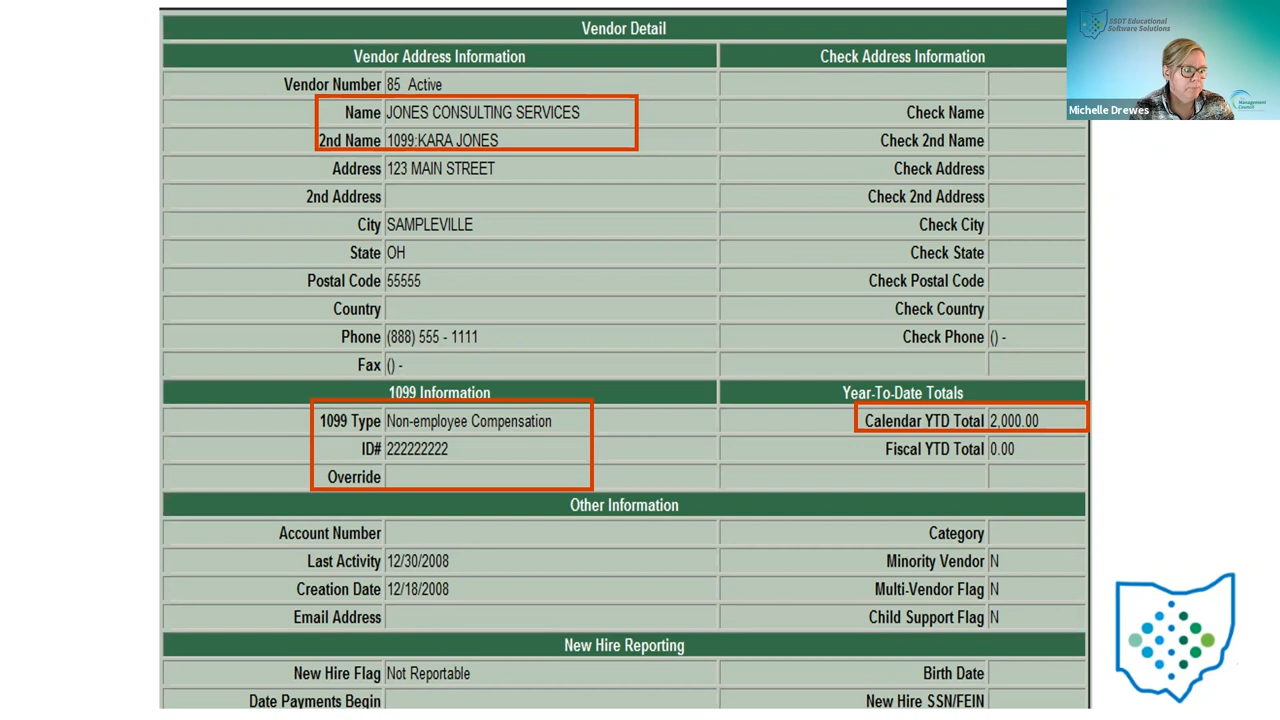 Vendor Detail
Vendor Address Information Check Address Information
Vendor Number 85 Active
Name JONES CONSULTING SERVICES Check Name
2nd Name 1099:KARA JONES Check 2nd Name
Address 123 MAIN STREET Check Address
2nd Address Check 2nd Address
City SAMPLEVILLE Check City
State OH Check State
Postal Code 55555 Check Postal Code
Country Check Country
Phone (888) 555 - 1111 Check Phone () -
Fax () -
1099 Information Year-To-Date Totals
1099 Type Non-employee Compensation Calendar YTD Total 2,000.00
ID# 222222222 Fiscal YTD Total 0.00
Override
Other Information
Account Number Category
Last Activity 12/30/2008 Minority Vendor N
Creation Date 12/18/2008 Multi-Vendor Flag N
Email Address Child Support Flag N
New Hire Reporting
New Hire Flag Not Reportable Birth Date
Date Payments Begin New Hire SSN/FEIN
SSDT Educational
Software Solutions
Management
Council
Michelle Drewes